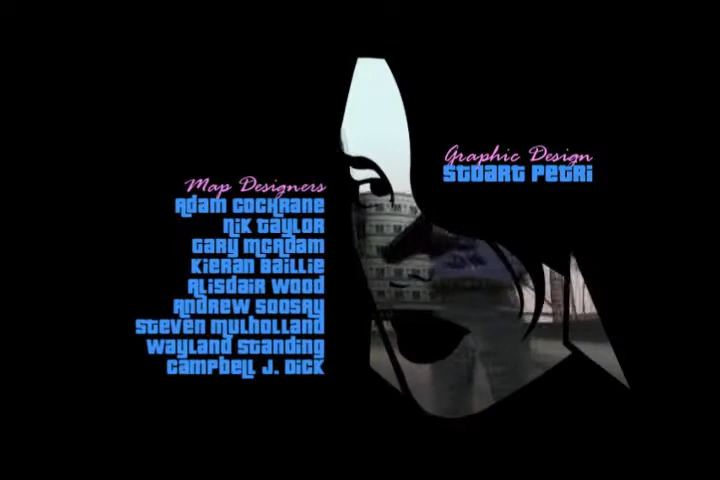 Map Designers
Adam Cochrane
Nik Taylor
Gary McAdam
Kieran Baillie
Alisdair Wood
Andrew Soosay
Steven Mulholland
Wayland Standing
Campbell J. Dick
Graphic Design
Stuart Petri